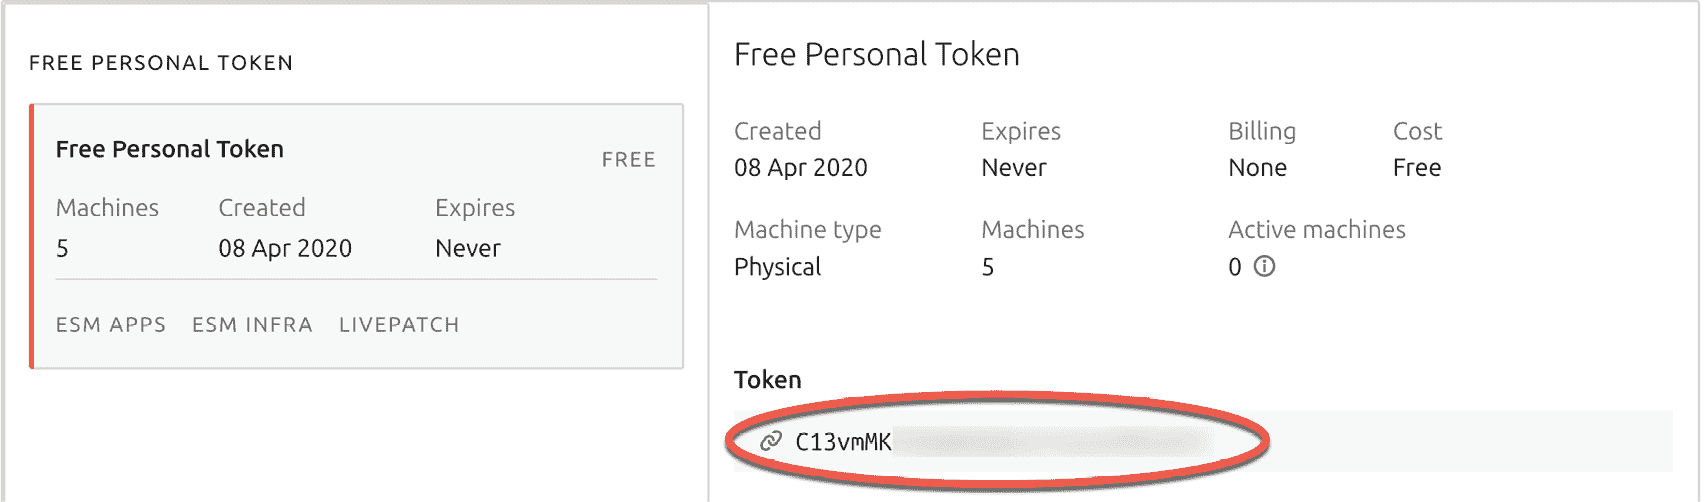 FREE PERSONAL TOKEN
Free Personal Token
FREE
Machines Created Expires
5 08 Apr 2020 Never
ESM APPS ESM INFRA LIVEPATCH
Free Personal Token
Created Expires Billing Cost
08 Apr 2020 Never None Free
Machine type Machines Active machines
Physical 5 0
Token
C13vmMK